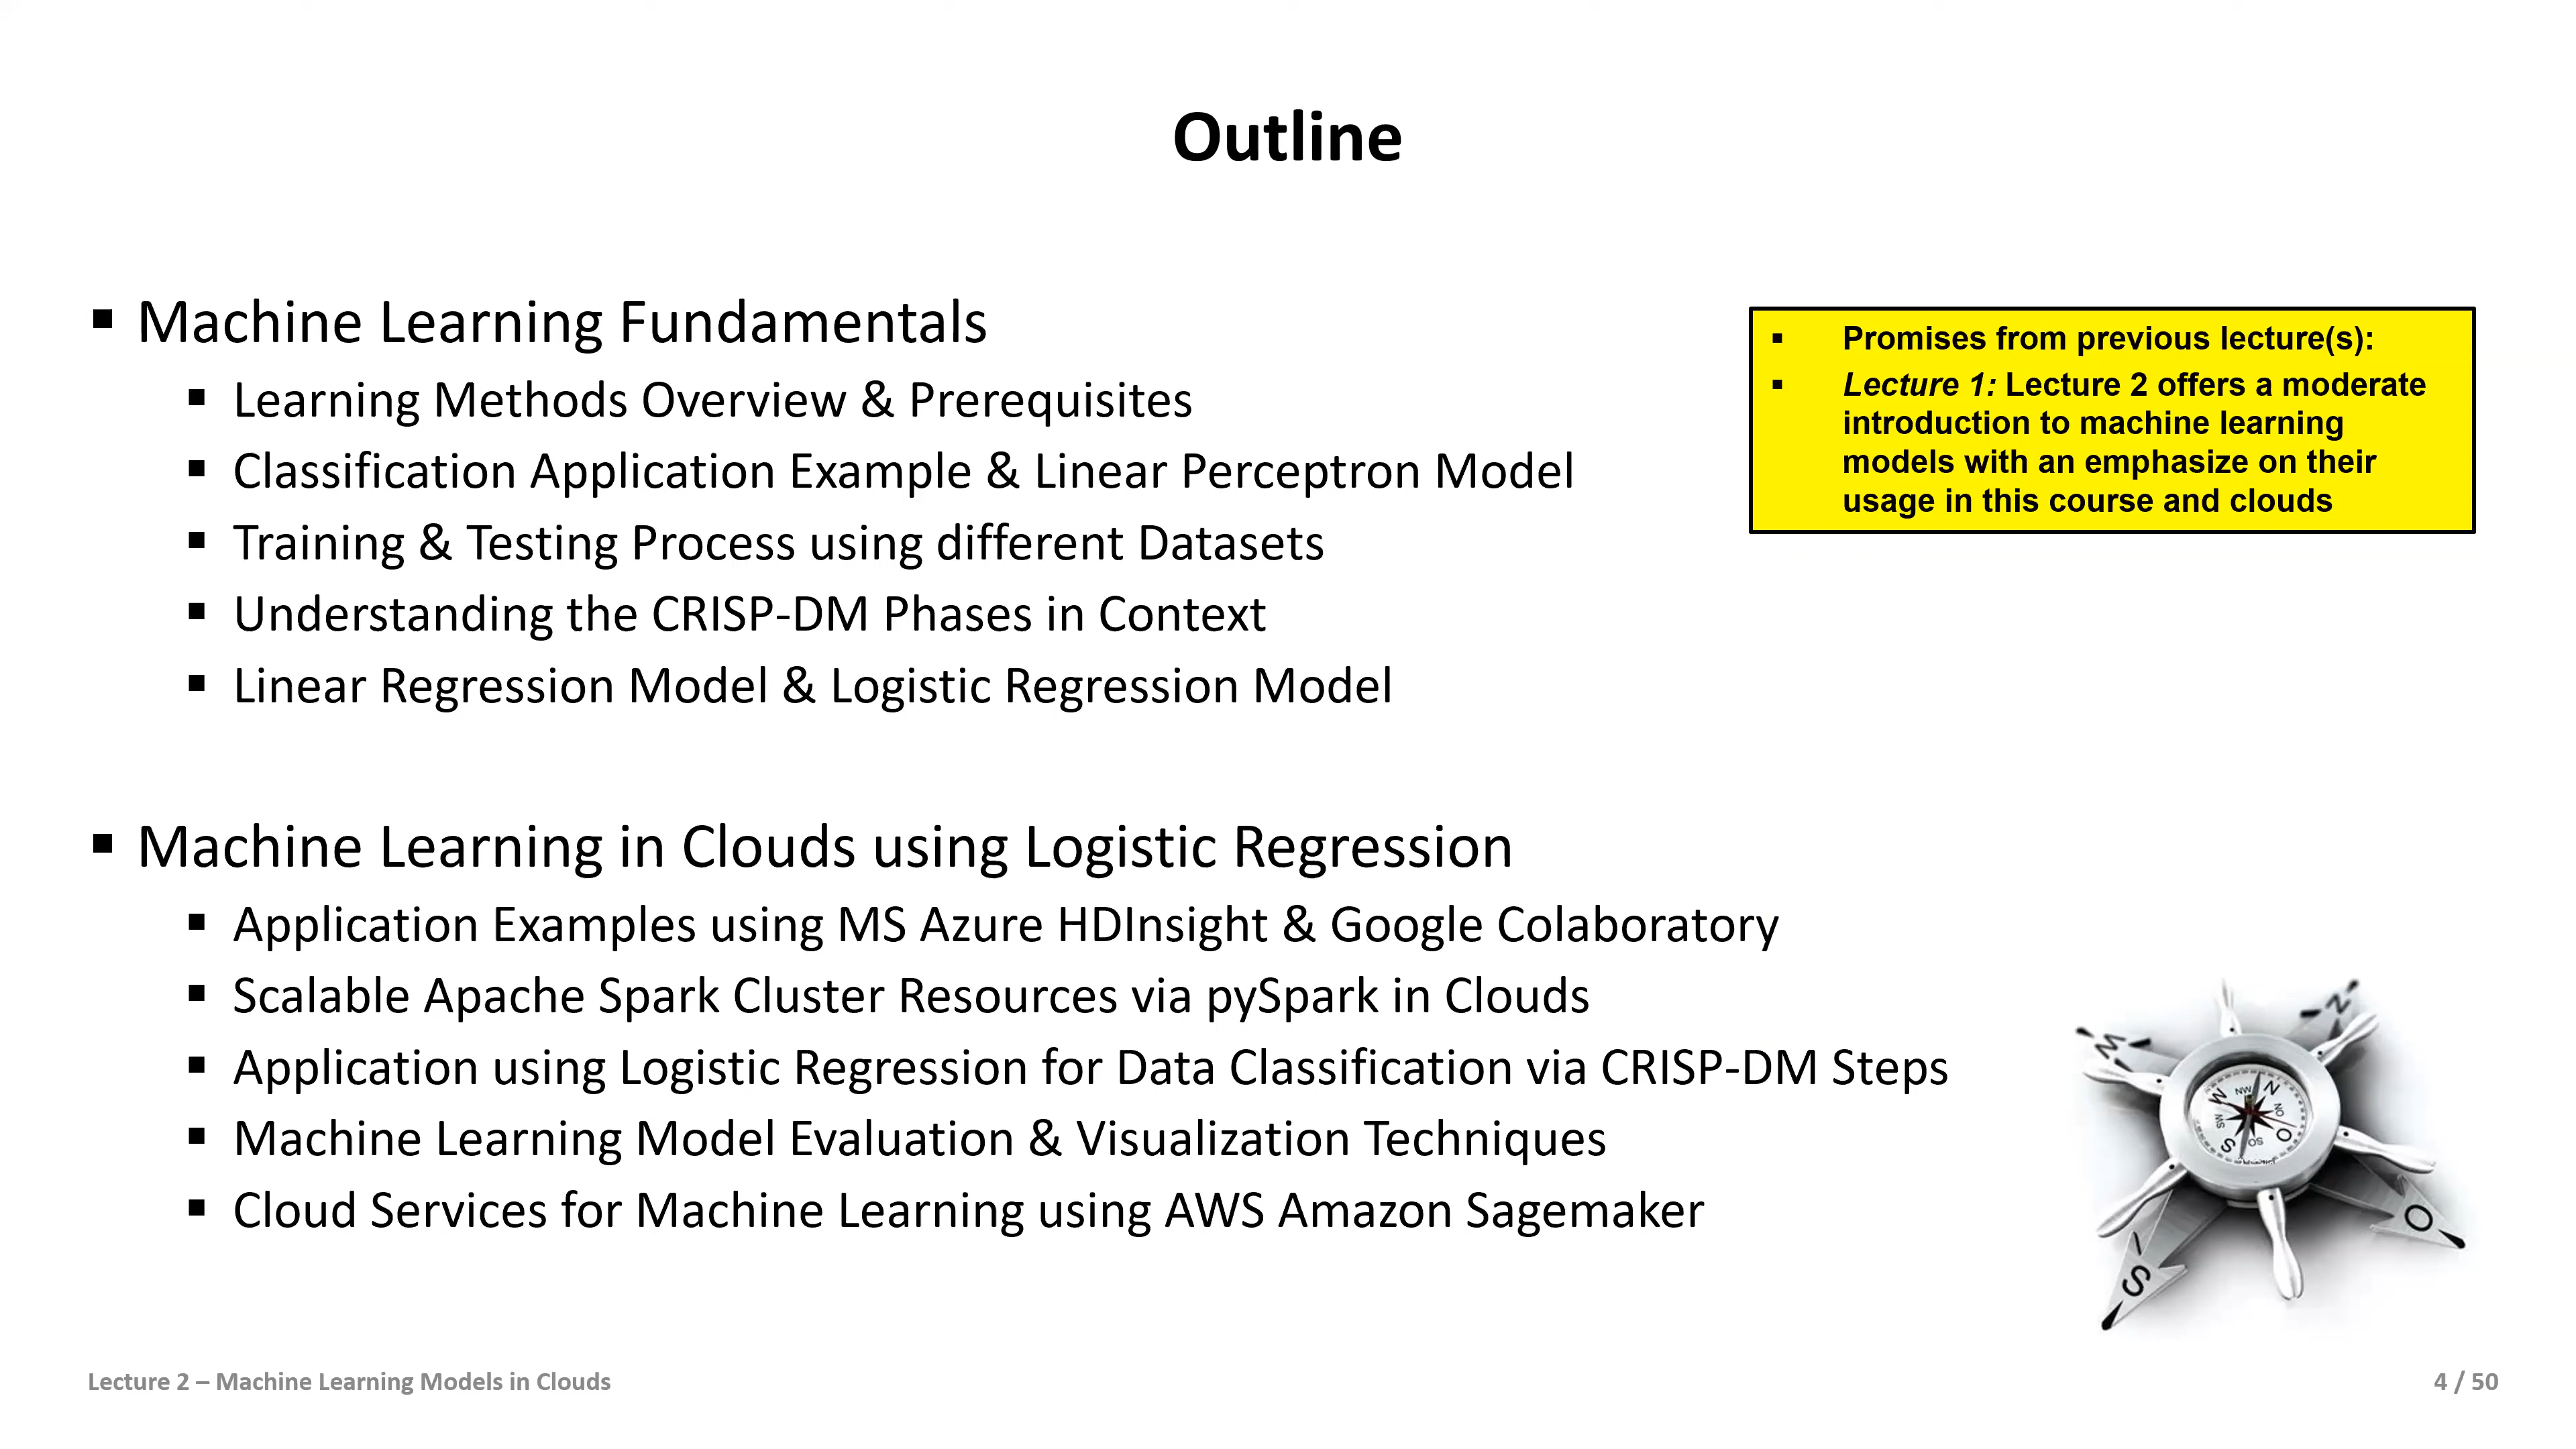 Outline
▪ Machine Learning Fundamentals
▪ Learning Methods Overview & Prerequisites
▪ Classification Application Example & Linear Perceptron Model
▪ Training & Testing Process using different Datasets
▪ Understanding the CRISP-DM Phases in Context
▪ Linear Regression Model & Logistic Regression Model
▪ Promises from previous lecture(s):
▪ Lecture 1: Lecture 2 offers a moderate
introduction to machine learning
models with an emphasize on their
usage in this course and clouds
▪ Machine Learning in Clouds using Logistic Regression
▪ Application Examples using MS Azure HDInsight & Google Colaboratory
▪ Scalable Apache Spark Cluster Resources via pySpark in Clouds
▪ Application using Logistic Regression for Data Classification via CRISP-DM Steps
▪ Machine Learning Model Evaluation & Visualization Techniques
▪ Cloud Services for Machine Learning using AWS Amazon Sagemaker
N
W
NW
N
W
NO
SW
O
S
SO
O
S
Lecture 2 – Machine Learning Models in Clouds
4 / 50